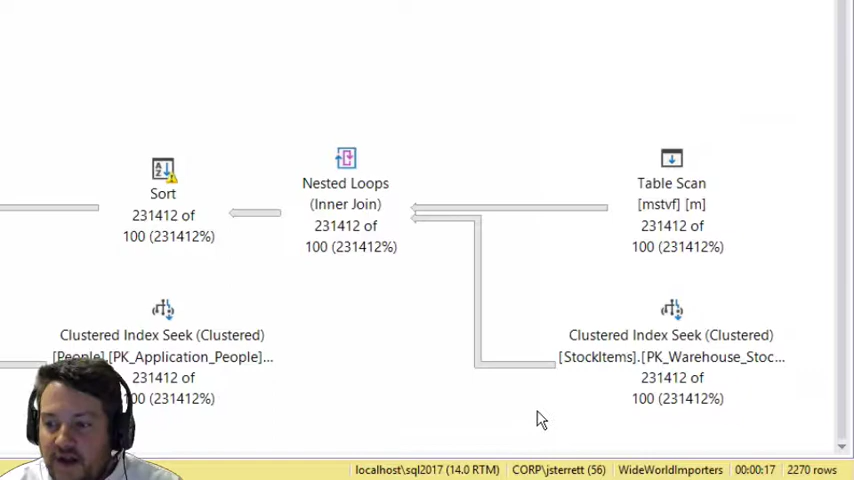 Sort
231412 of
100 (231412%)
Nested Loops
(Inner Join)
231412 of
100 (231412%)
Table Scan
[mstvf] [m]
231412 of
100 (231412%)
Clustered Index Seek (Clustered)
[People].[PK_Application_People]...
231412 of
100 (231412%)
Clustered Index Seek (Clustered)
[StockItems].[PK_Warehouse_Stoc...
231412 of
100 (231412%)
localhost\sql2017 (14.0 RTM)
CORP\jsterrett (56)
WideWorldImporters
00:00:17
2270 rows